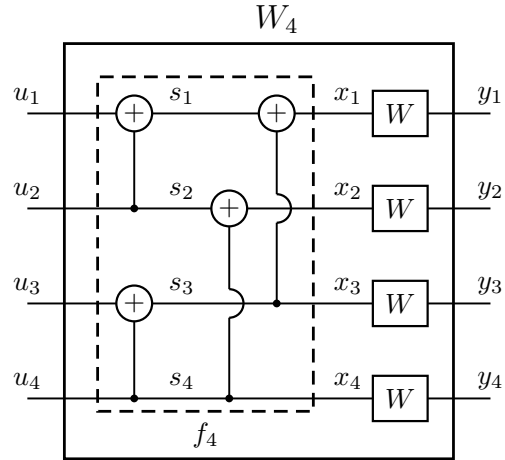 W₄
u₁ s₁ x₁ W y₁
+ +
u₂ s₂ x₂ W y₂
+
u₃ s₃ x₃ W y₃
+
u₄ s₄ x₄ W y₄
f₄